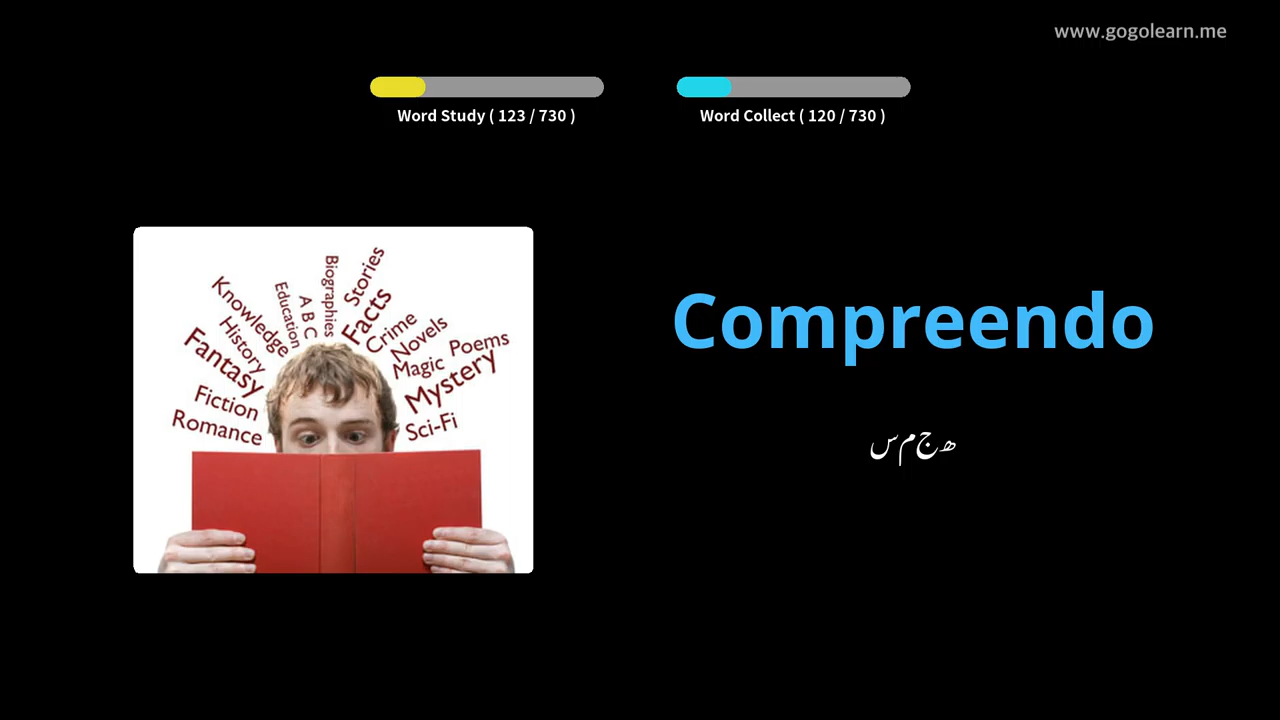 www.gogolearn.me
Word Study ( 123 / 730 )
Word Collect ( 120 / 730 )
Biographies
Stories
Education
A B C
Facts
Knowledge
Crime
History
Novels
Poems
Fantasy
Magic
Mystery
Fiction
Romance
Sci-Fi
Compreendo
ھ ج م س